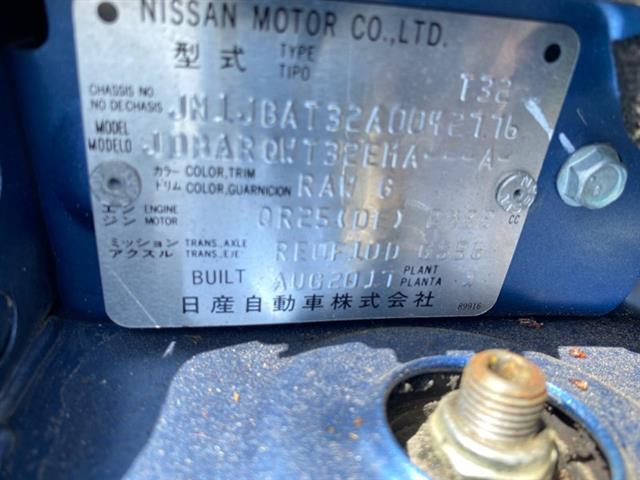 NISSAN MOTOR CO.,LTD.
型式 TYPE TIPO T32
CHASSIS NO NO DE CHASIS JN1JBAT32A0042776
MODEL MODELO
カラー COLOR,TRIM
トリム COLOR,GUARNICION RAW G
エン ENGINE
ジン MOTOR QR25(DE) CC
ミッション TRANS.,AXLE
アクスル TRANS.,EJE
BUILT AUG2017 PLANT PLANTA
日産自動車株式会社 89916